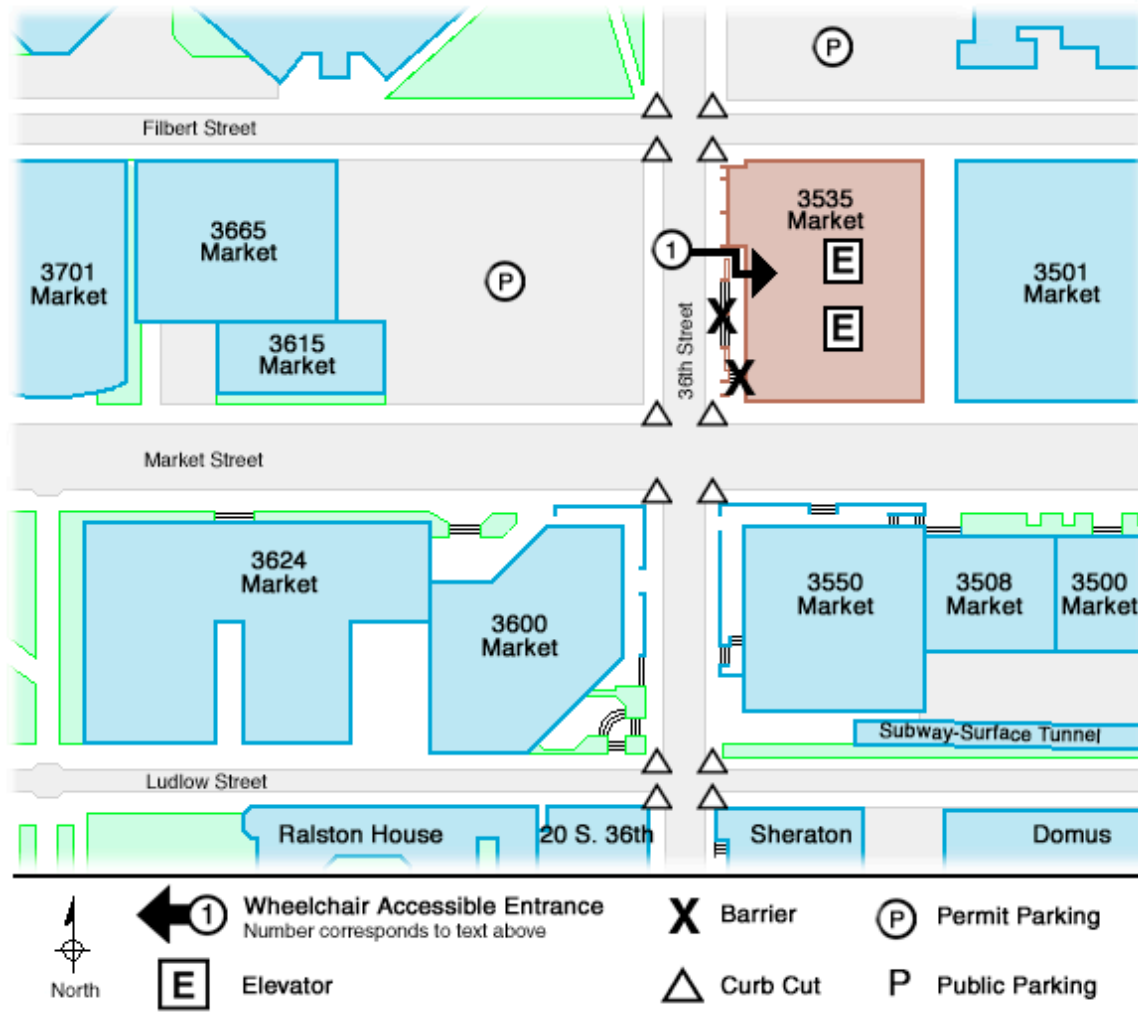 P
Filbert Street
3665
Market
3535
Market
1
E
3701
Market
P
3501
Market
3615
Market
E
X
36th Street
X
Market Street
3624
Market
3550
Market
3508
Market
3500
Market
3600
Market
Subway-Surface Tunnel
Ludlow Street
Ralston House
20 S. 36th
Sheraton
Domus
1
Wheelchair Accessible Entrance
Number corresponds to text above
X
Barrier
P
Permit Parking
North
E
Elevator
Curb Cut
P
Public Parking